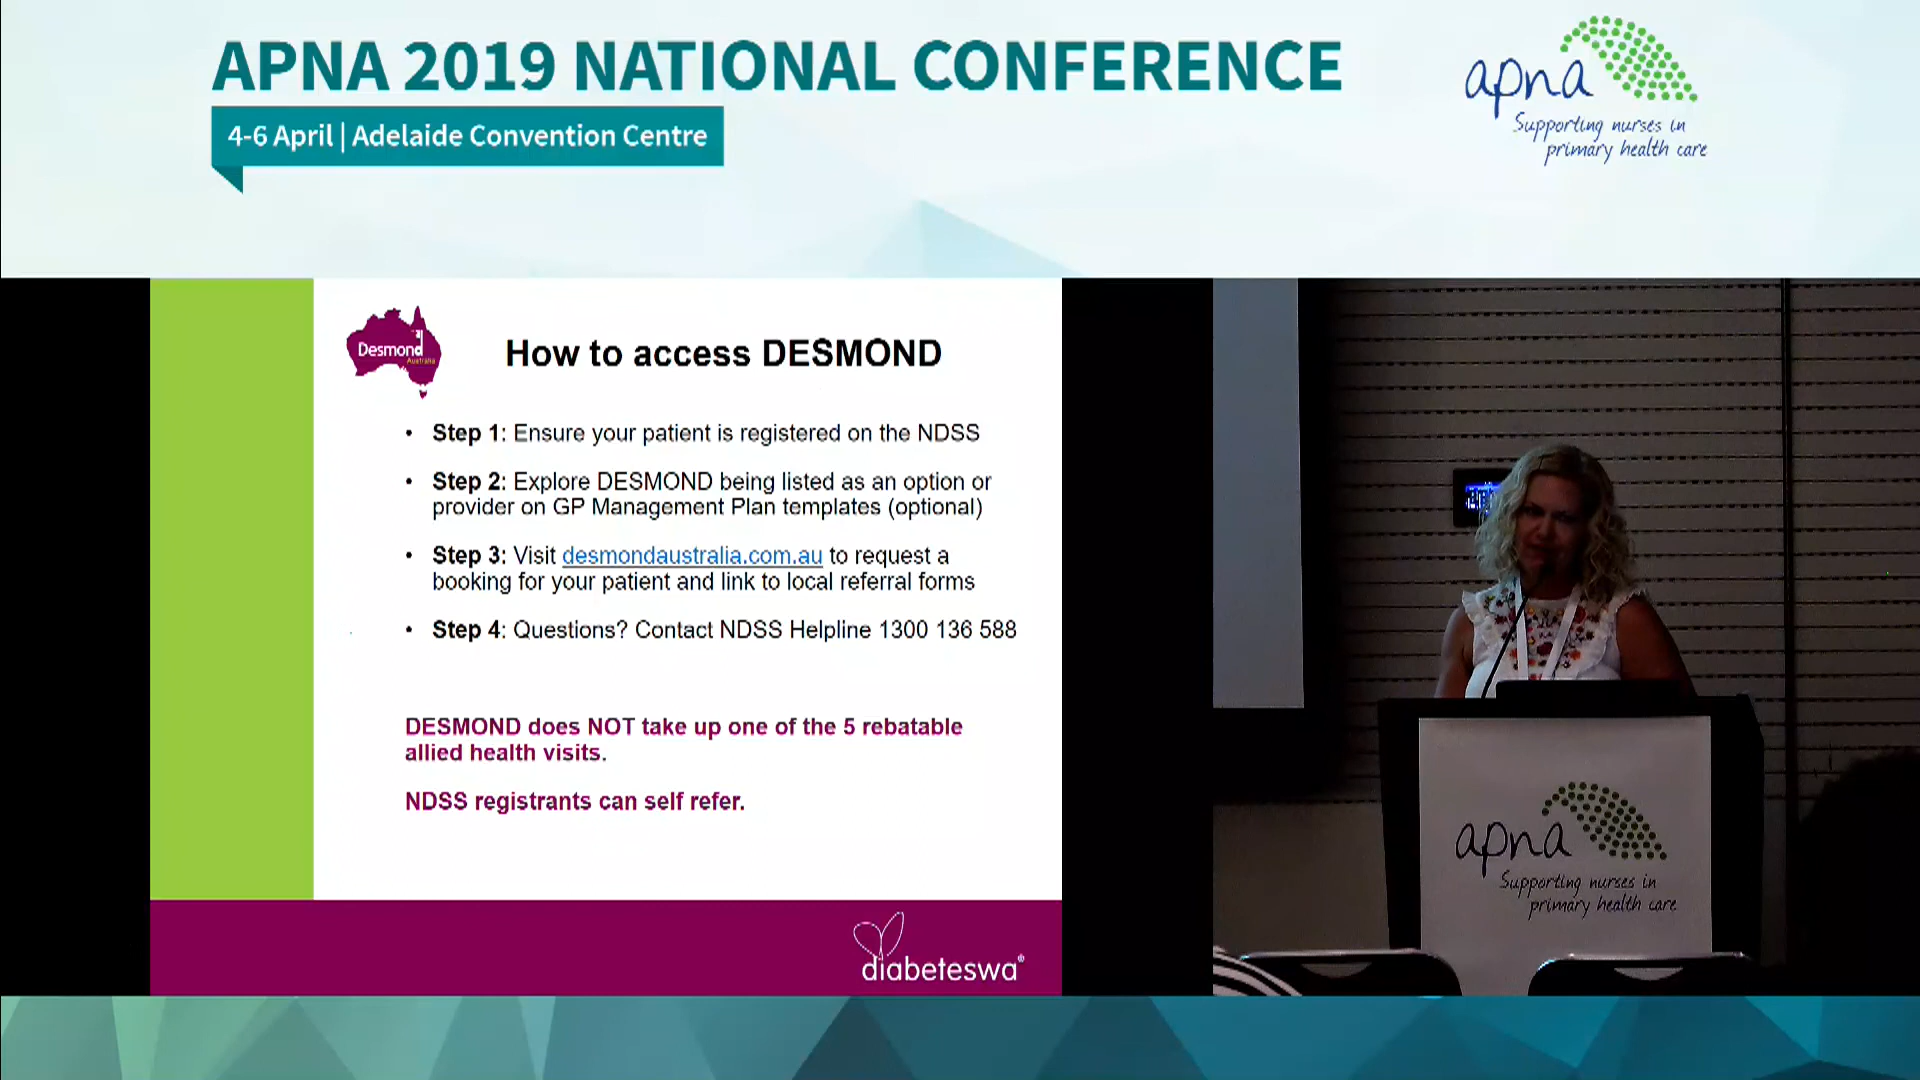 APNA 2019 NATIONAL CONFERENCE
4-6 April | Adelaide Convention Centre
apna
Supporting nurses in
primary health care
Desmond
Australia
How to access DESMOND
• Step 1: Ensure your patient is registered on the NDSS
• Step 2: Explore DESMOND being listed as an option or
provider on GP Management Plan templates (optional)
• Step 3: Visit desmondaustralia.com.au to request a
booking for your patient and link to local referral forms
• Step 4: Questions? Contact NDSS Helpline 1300 136 588
DESMOND does NOT take up one of the 5 rebatable
allied health visits.
NDSS registrants can self refer.
diabeteswa®
apna
Supporting nurses in
primary health care